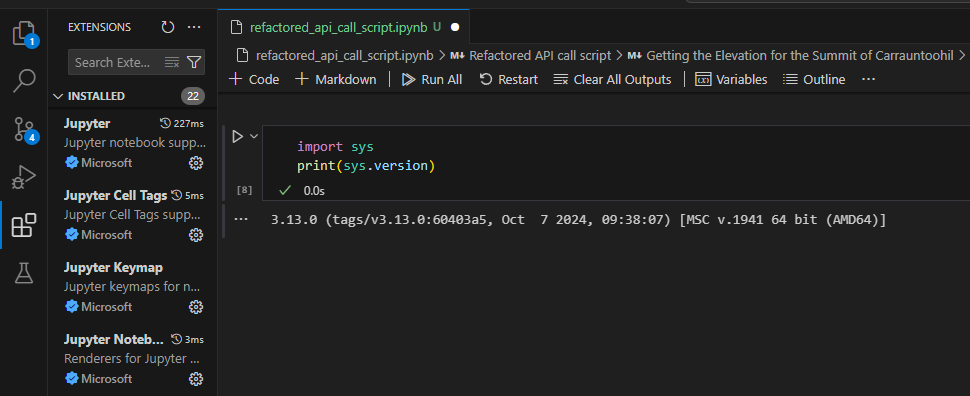 1
4
EXTENSIONS
Search Exte...
INSTALLED 22
Jupyter 227ms
Jupyter notebook supp...
Microsoft
Jupyter Cell Tags 5ms
Jupyter Cell Tags supp...
Microsoft
Jupyter Keymap
Jupyter keymaps for n...
Microsoft
Jupyter Noteb... 3ms
Renderers for Jupyter ...
Microsoft
refactored_api_call_script.ipynb U
refactored_api_call_script.ipynb > M↓ Refactored API call script > M↓ Getting the Elevation for the Summit of Carrauntoohil >
+ Code + Markdown Run All Restart Clear All Outputs Variables Outline ...
import sys
print(sys.version)
[8] 0.0s
3.13.0 (tags/v3.13.0:60403a5, Oct  7 2024, 09:38:07) [MSC v.1941 64 bit (AMD64)]